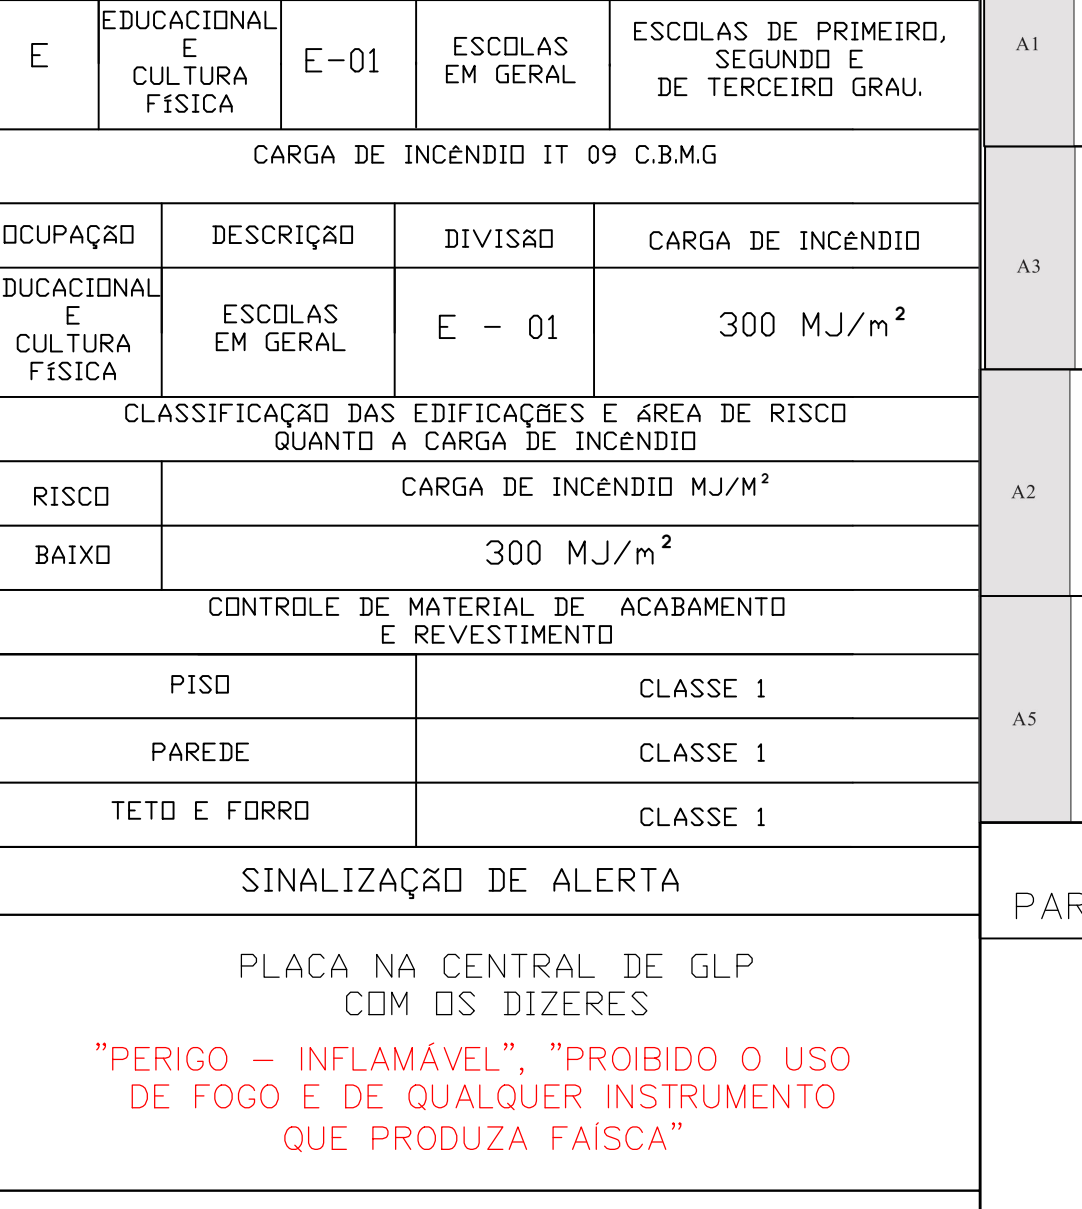 E
EDUCACIONAL
E
CULTURA
FíSICA
E-01
ESCOLAS
EM GERAL
ESCOLAS DE PRIMEIRO,
SEGUNDO E
DE TERCEIRO GRAU.
CARGA DE INCêNDIO IT 09 C.B.M.G
OCUPAÇãO
DESCRIÇãO
DIVISãO
CARGA DE INCêNDIO
DUCACIONAL
E
CULTURA
FíSICA
ESCOLAS
EM GERAL
E - 01
300 MJ/m²
CLASSIFICAÇãO DAS EDIFICAÇõES E áREA DE RISCO
QUANTO A CARGA DE INCêNDIO
RISCO
CARGA DE INCêNDIO MJ/M²
BAIXO
300 MJ/m²
CONTROLE DE MATERIAL DE ACABAMENTO
E REVESTIMENTO
PISO
CLASSE 1
PAREDE
CLASSE 1
TETO E FORRO
CLASSE 1
SINALIZAÇãO DE ALERTA
PLACA NA CENTRAL DE GLP
COM OS DIZERES
"PERIGO – INFLAMÁVEL", "PROIBIDO O USO
DE FOGO E DE QUALQUER INSTRUMENTO
QUE PRODUZA FAÍSCA"
A1
A3
A2
A5
PAR